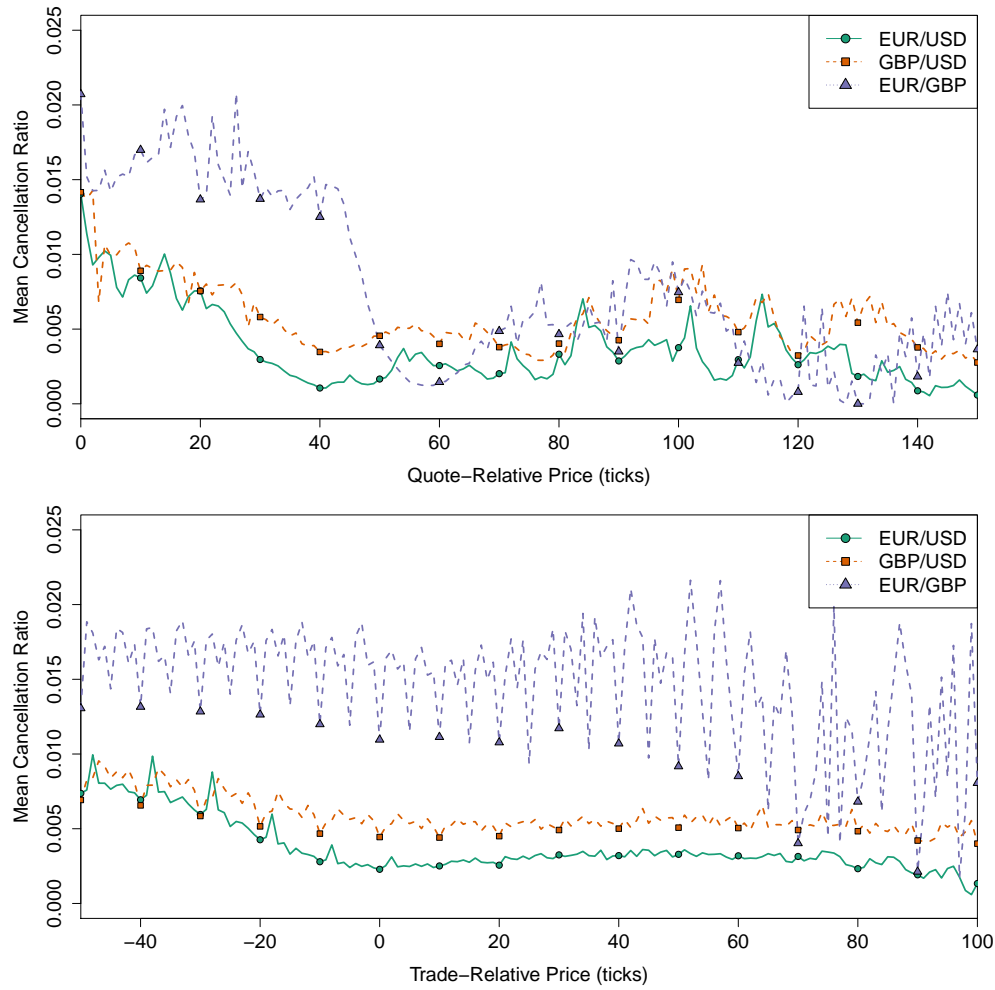 0.025
0.020
0.015
0.010
0.005
0.000
Mean Cancellation Ratio
EUR/USD
GBP/USD
EUR/GBP
0 20 40 60 80 100 120 140
Quote−Relative Price (ticks)
0.025
0.020
0.015
0.010
0.005
0.000
Mean Cancellation Ratio
EUR/USD
GBP/USD
EUR/GBP
−40 −20 0 20 40 60 80 100
Trade−Relative Price (ticks)